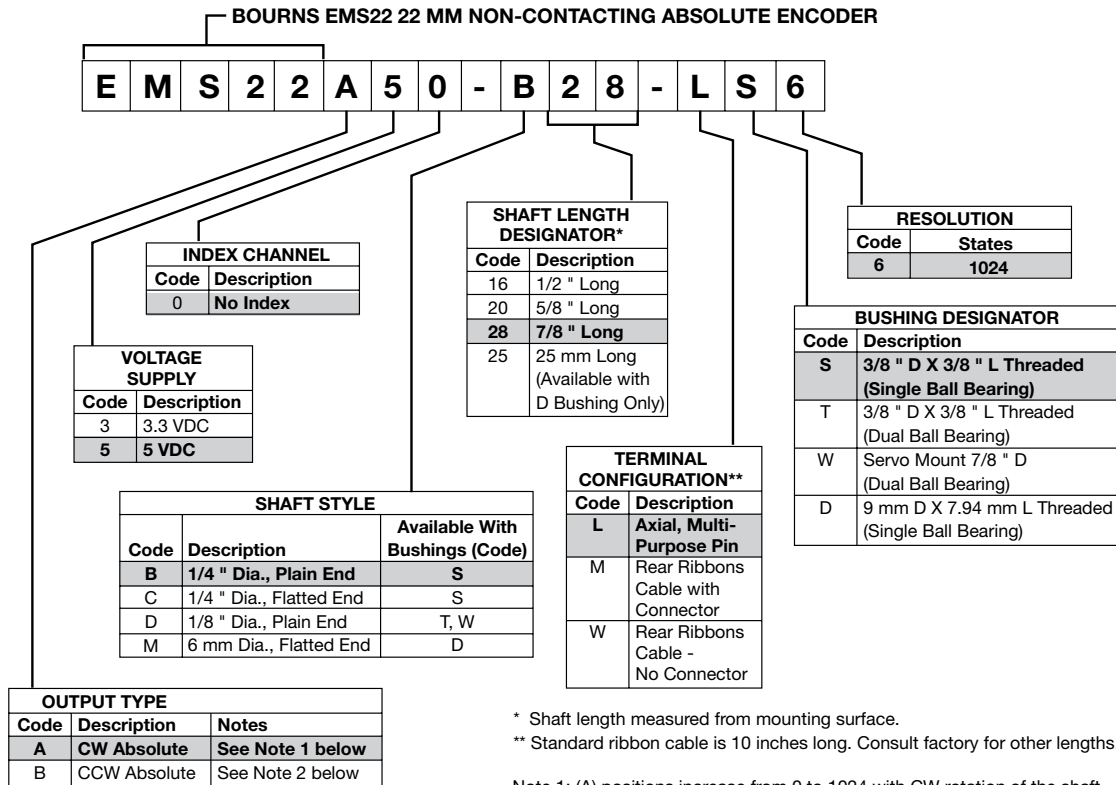 BOURNS EMS22 22 MM NON-CONTACTING ABSOLUTE ENCODER
E M S 2 2 A 5 0 - B 2 8 - L S 6
SHAFT LENGTH
DESIGNATOR*
Code Description
16 1/2 " Long
20 5/8 " Long
28 7/8 " Long
25 25 mm Long
(Available with
D Bushing Only)
RESOLUTION
Code States
6 1024
INDEX CHANNEL
Code Description
0 No Index
BUSHING DESIGNATOR
Code Description
S 3/8 " D X 3/8 " L Threaded
(Single Ball Bearing)
T 3/8 " D X 3/8 " L Threaded
(Dual Ball Bearing)
W Servo Mount 7/8 " D
(Dual Ball Bearing)
D 9 mm D X 7.94 mm L Threaded
(Single Ball Bearing)
VOLTAGE
SUPPLY
Code Description
3 3.3 VDC
5 5 VDC
TERMINAL
CONFIGURATION**
Code Description
L Axial, Multi-
Purpose Pin
M Rear Ribbons
Cable with
Connector
W Rear Ribbons
Cable -
No Connector
SHAFT STYLE
Code Description Available With
Bushings (Code)
B 1/4 " Dia., Plain End S
C 1/4 " Dia., Flatted End S
D 1/8 " Dia., Plain End T, W
M 6 mm Dia., Flatted End D
OUTPUT TYPE
Code Description Notes
A CW Absolute See Note 1 below
B CCW Absolute See Note 2 below
* Shaft length measured from mounting surface.
** Standard ribbon cable is 10 inches long. Consult factory for other lengths